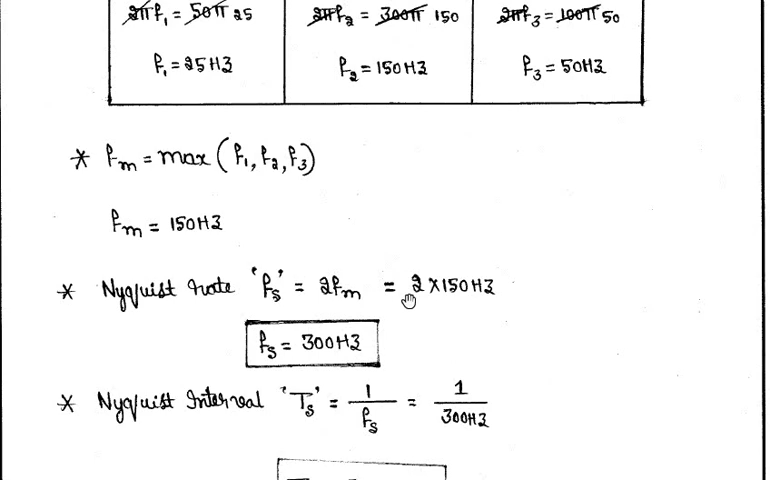 2πf₁ = 50π 25
2πf₂ = 300π 150
2πf₃ = 100π 50
f₁ = 25HZ
f₂ = 150HZ
f₃ = 50HZ
* fm = max (f₁, f₂, f₃)
fm = 150HZ
* Nyquist rate 'fs' = 2fm = 2 × 150HZ
fs = 300HZ
* Nyquist Interval 'Ts' = 1/fs = 1/300HZ